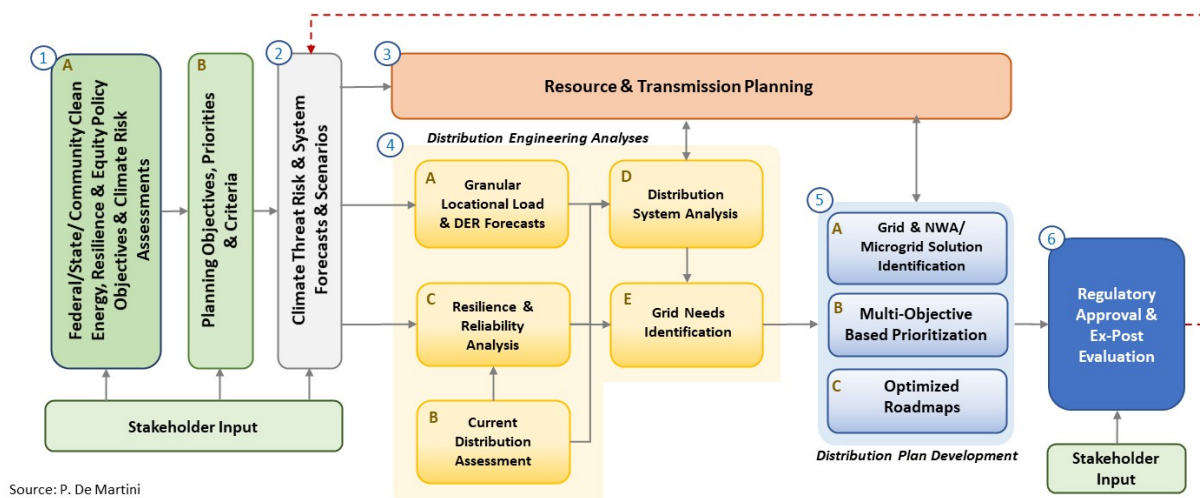 1
A
Federal/State/ Community Clean
Energy, Resilience & Equity Policy
Objectives & Climate Risk
Assessments
B
Planning Objectives, Priorities
& Criteria
2
Climate Threat Risk & System
Forecasts & Scenarios
Stakeholder Input
3
Resource & Transmission Planning
Distribution Engineering Analyses
4
A
Granular
Locational Load
& DER Forecasts
D
Distribution
System Analysis
C
Resilience &
Reliability
Analysis
E
Grid Needs
Identification
B
Current
Distribution
Assessment
5
A
Grid & NWA/
Microgrid Solution
Identification
B
Multi-Objective
Based Prioritization
C
Optimized
Roadmaps
Distribution Plan Development
6
Regulatory
Approval &
Ex-Post
Evaluation
Stakeholder
Input
Source: P. De Martini